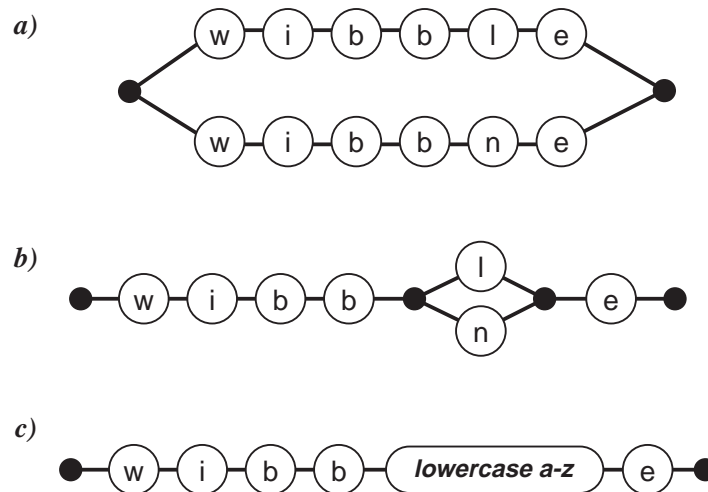 a)
w i b b l e
w i b b n e
b)
l
w i b b e
n
c)
w i b b lowercase a-z e